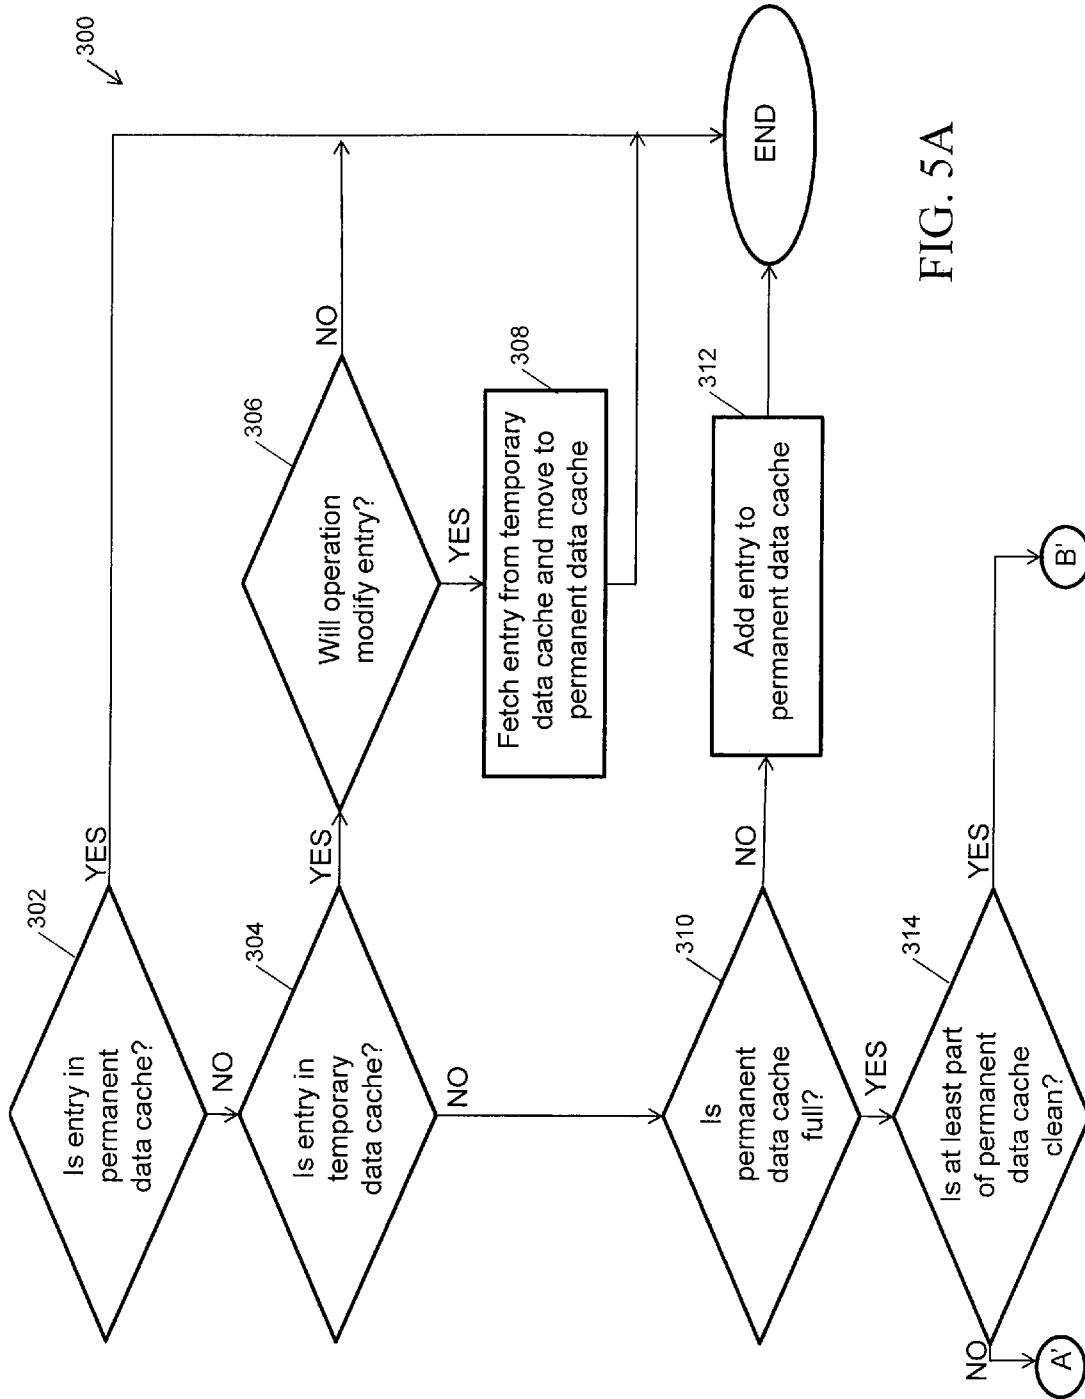 300
302
Is entry in
permanent
data cache?
YES
NO
304
Is entry in
temporary
data cache?
YES
NO
306
Will operation
modify entry?
NO
YES
308
Fetch entry from temporary
data cache and move to
permanent data cache
310
Is
permanent
data cache
full?
NO
YES
312
Add entry to
permanent data cache
END
314
Is at least part
of permanent
data cache
clean?
YES
NO
A'
B'
FIG. 5A